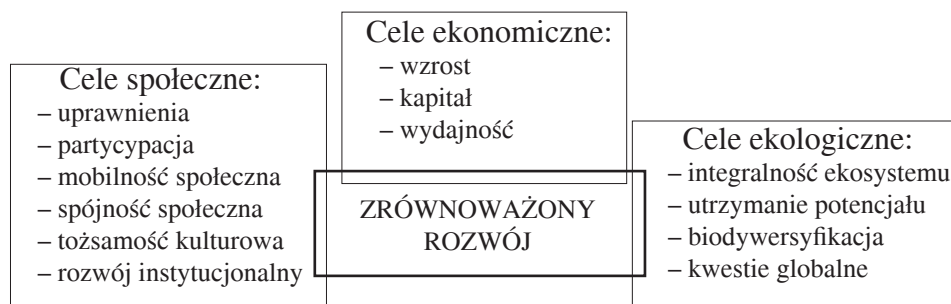 Cele społeczne:
– uprawnienia
– partycypacja
– mobilność społeczna
– spójność społeczna
– tożsamość kulturowa
– rozwój instytucjonalny
Cele ekonomiczne:
– wzrost
– kapitał
– wydajność
ZRÓWNOWAŻONY
ROZWÓJ
Cele ekologiczne:
– integralność ekosystemu
– utrzymanie potencjału
– biodywersyfikacja
– kwestie globalne